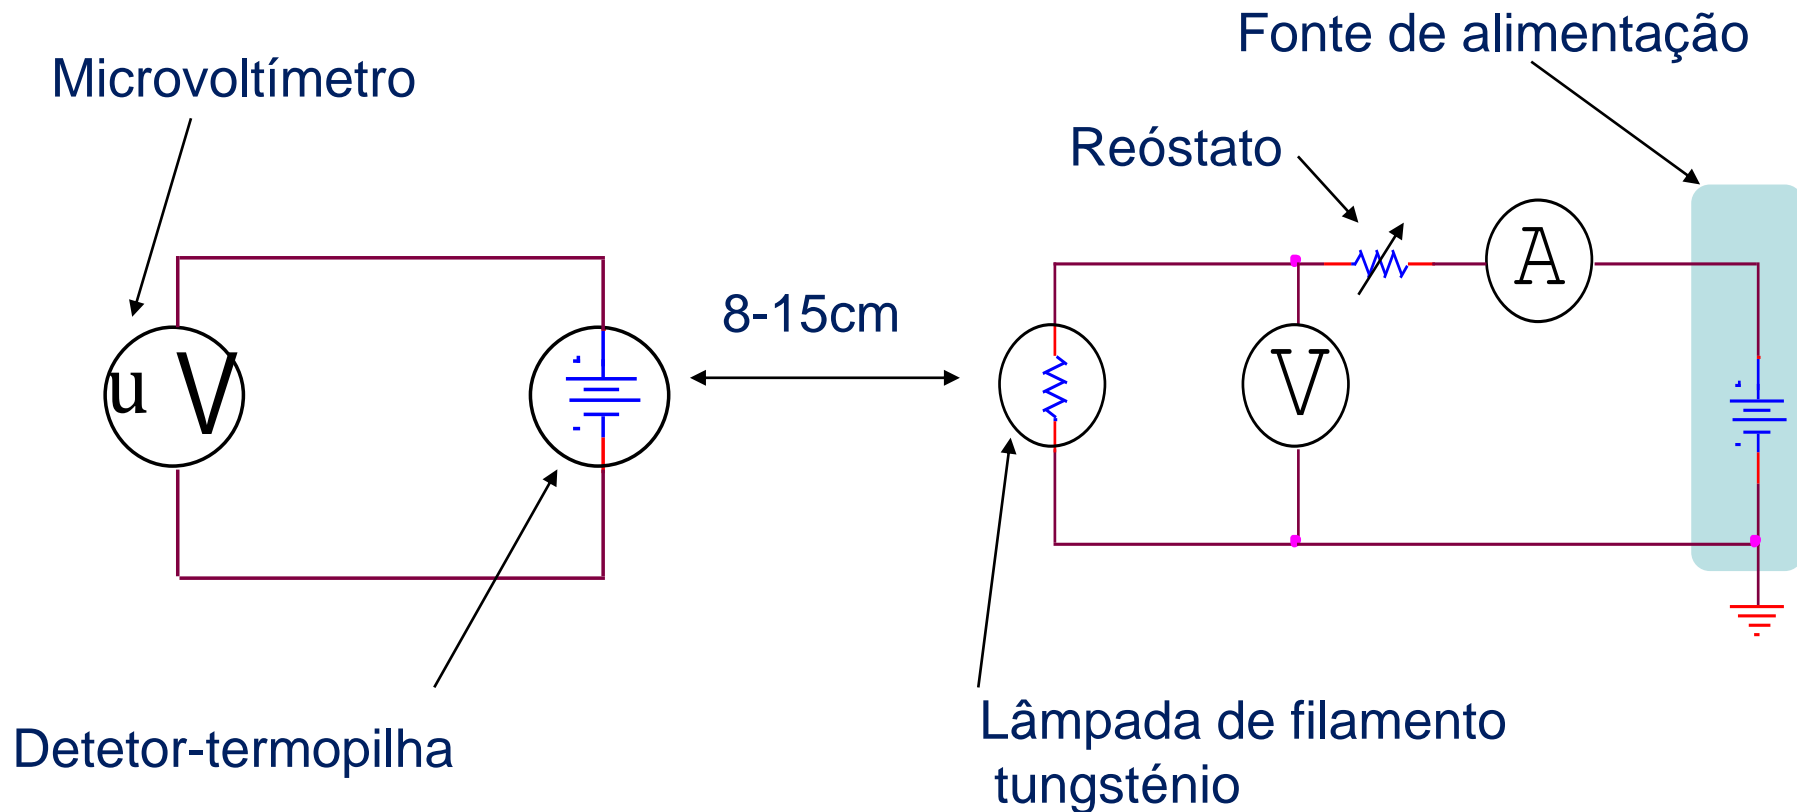 Fonte de alimentação
Microvoltímetro
Reóstato
A
8-15cm
u V
V
Detetor-termopilha
Lâmpada de filamento
tungsténio